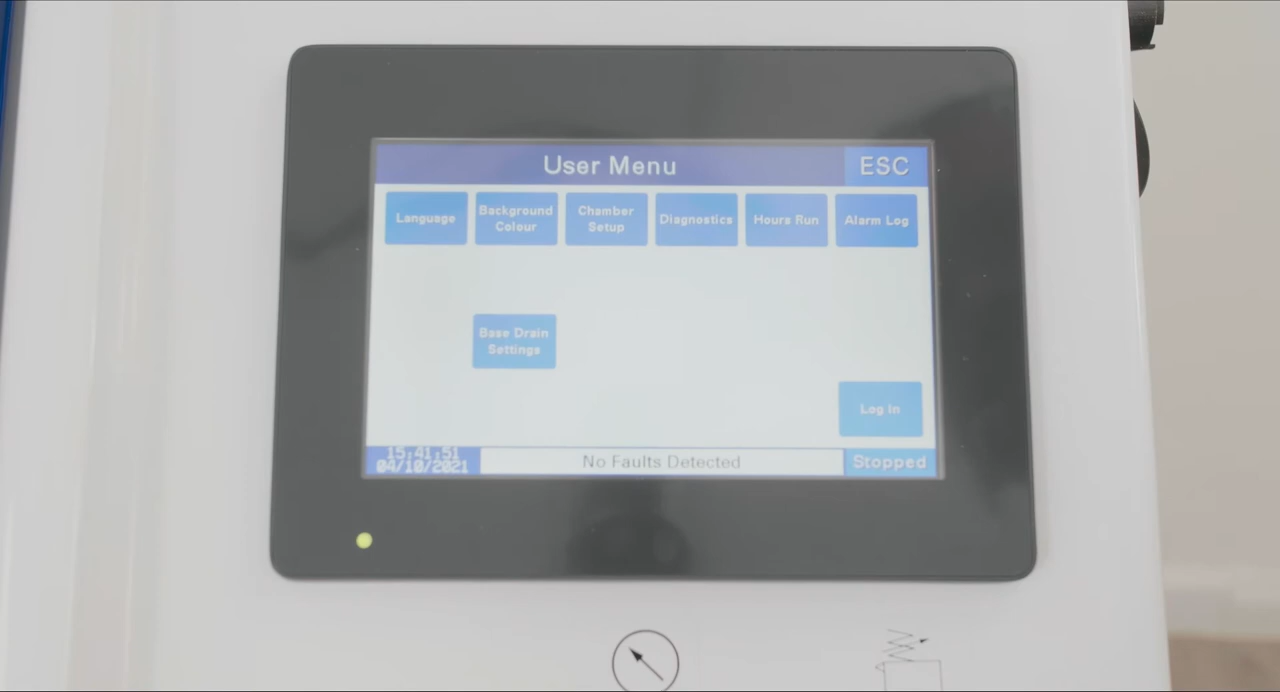 User Menu
ESC
Language
Background
Colour
Chamber
Setup
Diagnostics
Hours Run
Alarm Log
Base Drain
Settings
Log In
15:41:51
04/10/2021
No Faults Detected
Stopped